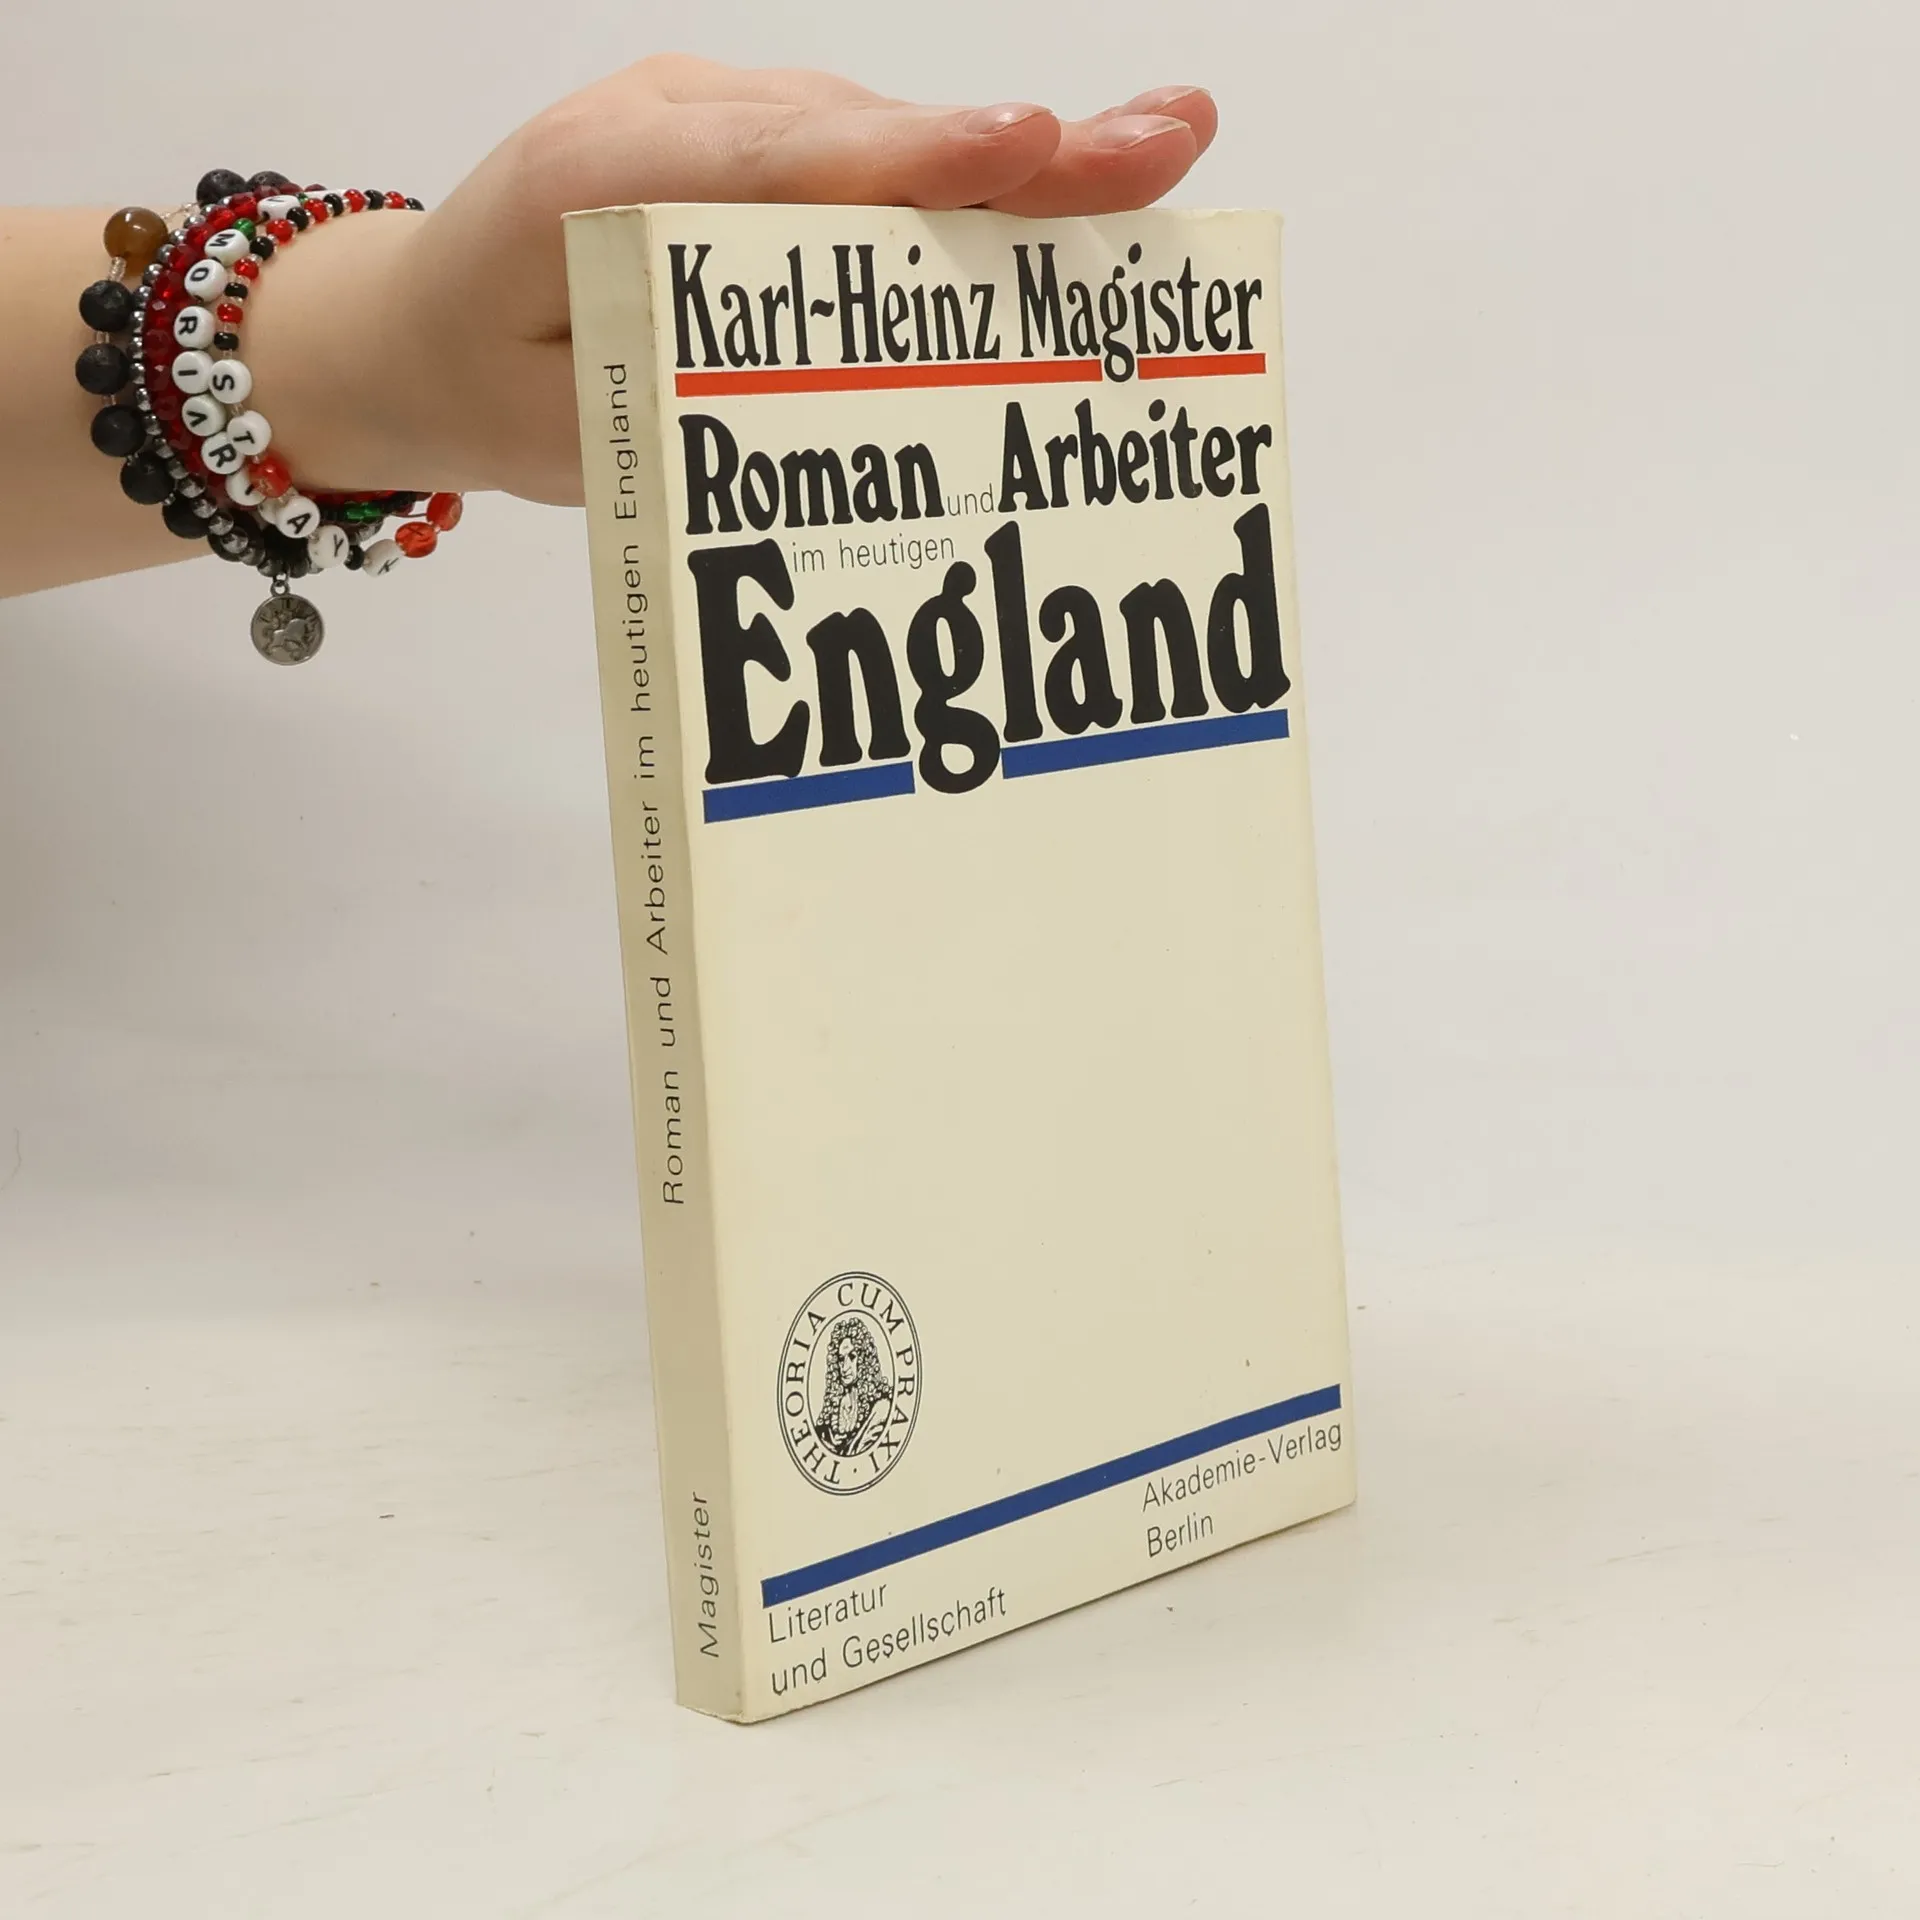 Karl-Heinz Magister
Roman und Arbeiter
im heutigen
England
THEORIA CUM PRAXI ·
Akademie-Verlag
Berlin
Literatur
und Gesellschaft
Magister
Roman und Arbeiter im heutigen England
MORIARTY